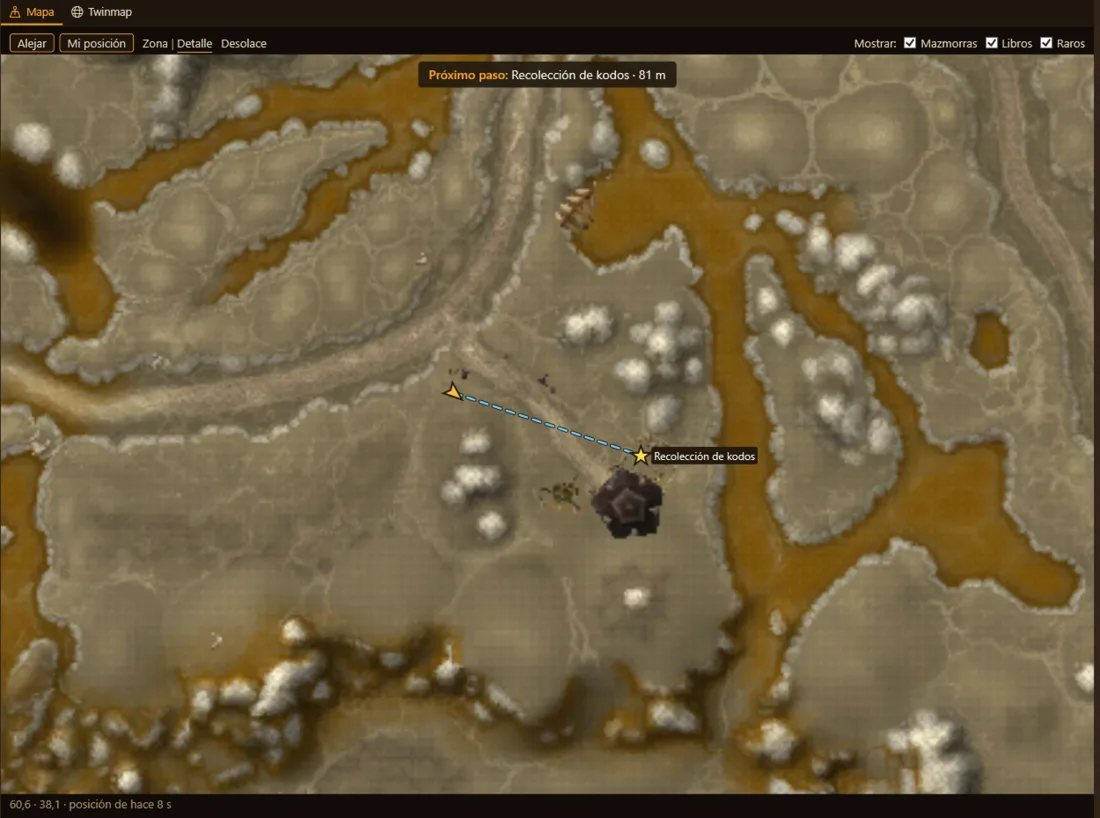 Mapa Twinmap
Alejar Mi posición Zona | Detalle Desolace Mostrar: Mazmorras Libros Raros
Próximo paso: Recolección de kodos · 81 m
Recolección de kodos
60,6 · 38,1 · posición de hace 8 s